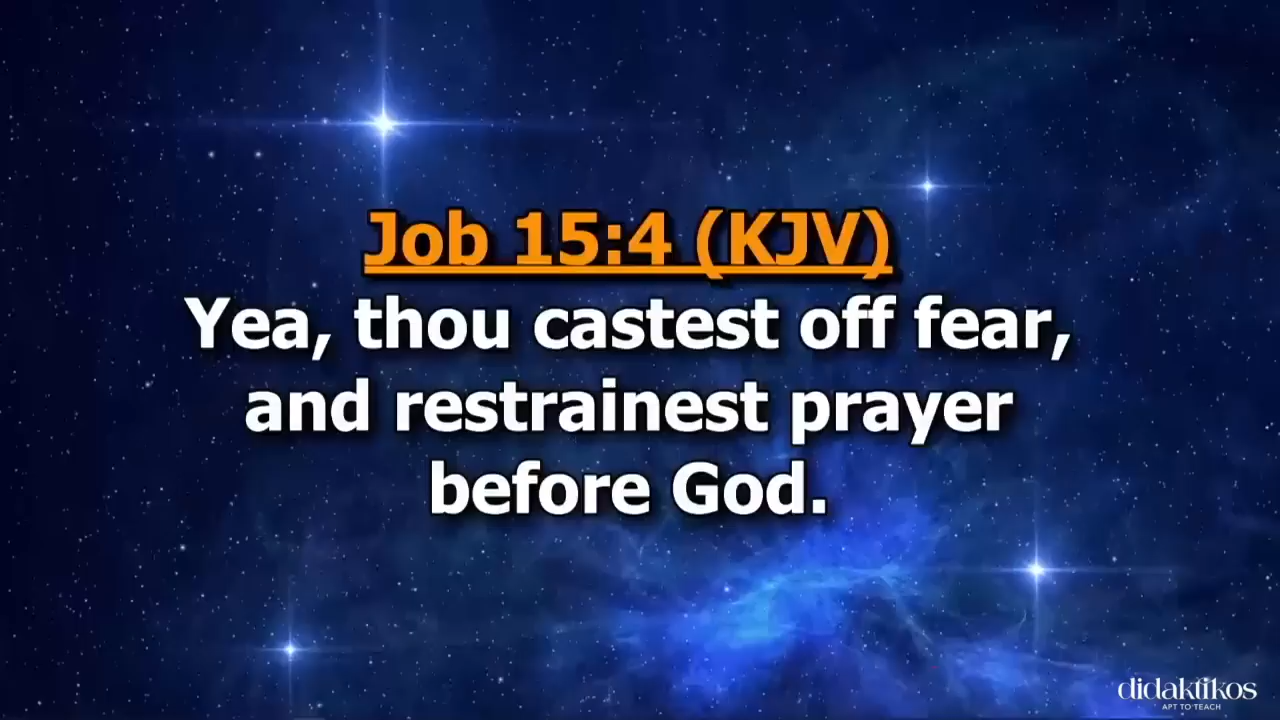 Job 15:4 (KJV)
Yea, thou castest off fear,
and restrainest prayer
before God.
didaktikos
APT TO TEACH